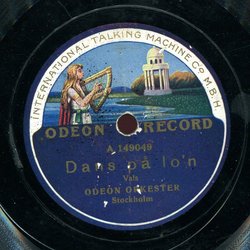 INTERNATIONAL TALKING MACHINE CO. M.B.H.
ODEON RECORD
A 149049
Dans på lo'n
Vals
ODEON ORKESTER
Stockholm